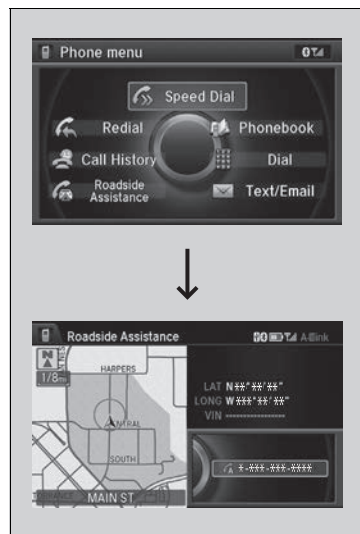 Phone menu
Speed Dial
Redial
Phonebook
Call History
Dial
Roadside
Assistance
Text/Email
Roadside Assistance
N
1/8
HARPERS
LAT N**°**'**"
LONG W***°**'**"
VIN ----------------
SOUTH
*-***-***-****
MAIN ST